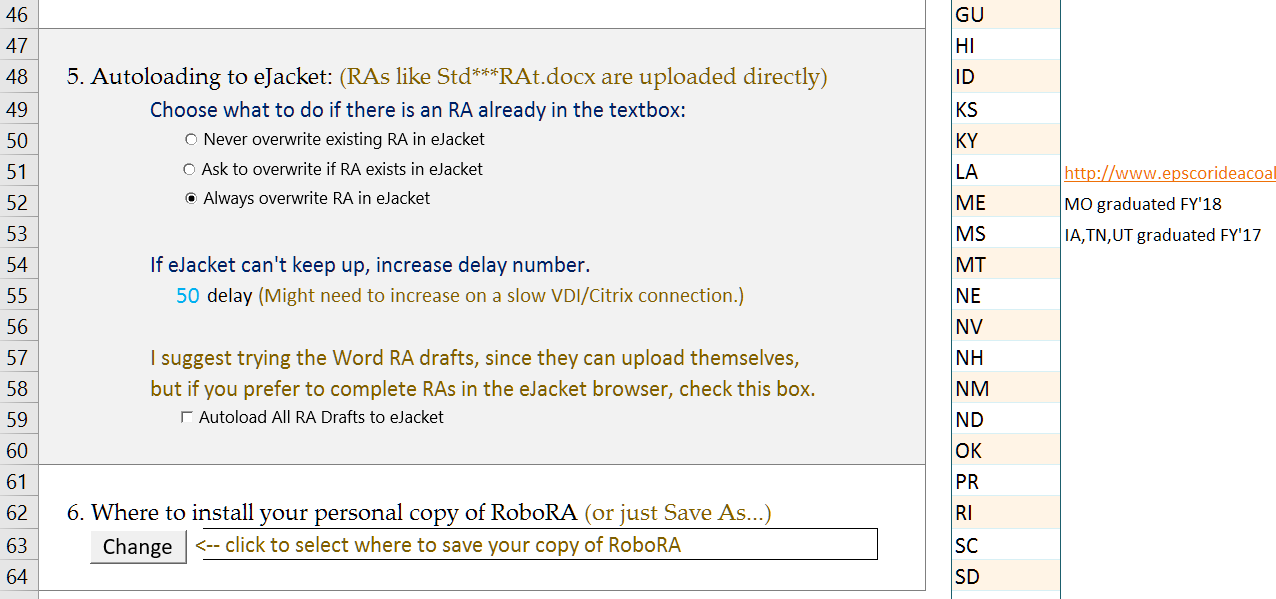 46 GU
47 HI
48 5. Autoloading to eJacket: (RAs like Std***RAt.docx are uploaded directly) ID
49 Choose what to do if there is an RA already in the textbox: KS
50 Never overwrite existing RA in eJacket KY
51 Ask to overwrite if RA exists in eJacket LA http://www.epscorideacoal
52 Always overwrite RA in eJacket ME MO graduated FY'18
53 MS IA,TN,UT graduated FY'17
54 If eJacket can't keep up, increase delay number. MT
55 50 delay (Might need to increase on a slow VDI/Citrix connection.) NE
56 NV
57 I suggest trying the Word RA drafts, since they can upload themselves, NH
58 but if you prefer to complete RAs in the eJacket browser, check this box. NM
59 Autoload All RA Drafts to eJacket ND
60 OK
61 PR
62 6. Where to install your personal copy of RoboRA (or just Save As...) RI
63 Change <-- click to select where to save your copy of RoboRA SC
64 SD